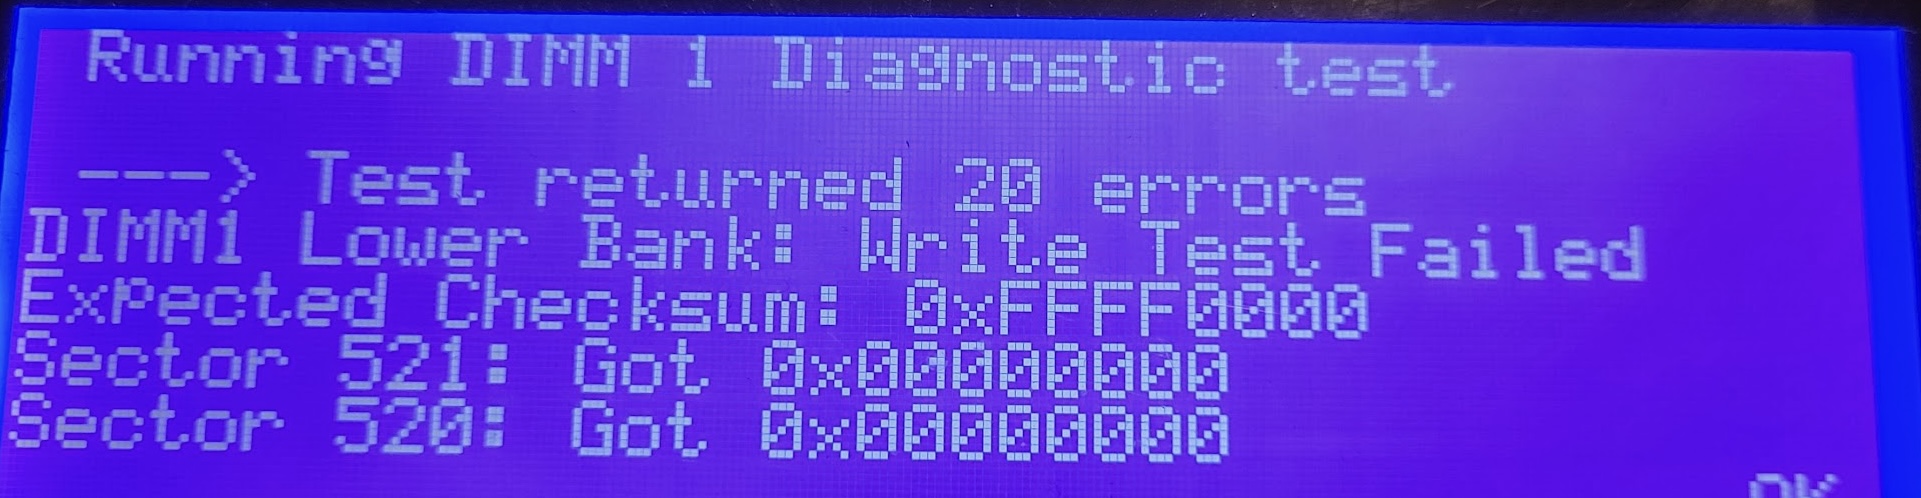 Running DIMM 1 Diagnostic test
---> Test returned 20 errors
DIMM1 Lower Bank: Write Test Failed
Expected Checksum: 0xFFFF0000
Sector 521: Got 0x00000000
Sector 520: Got 0x00000000
OK